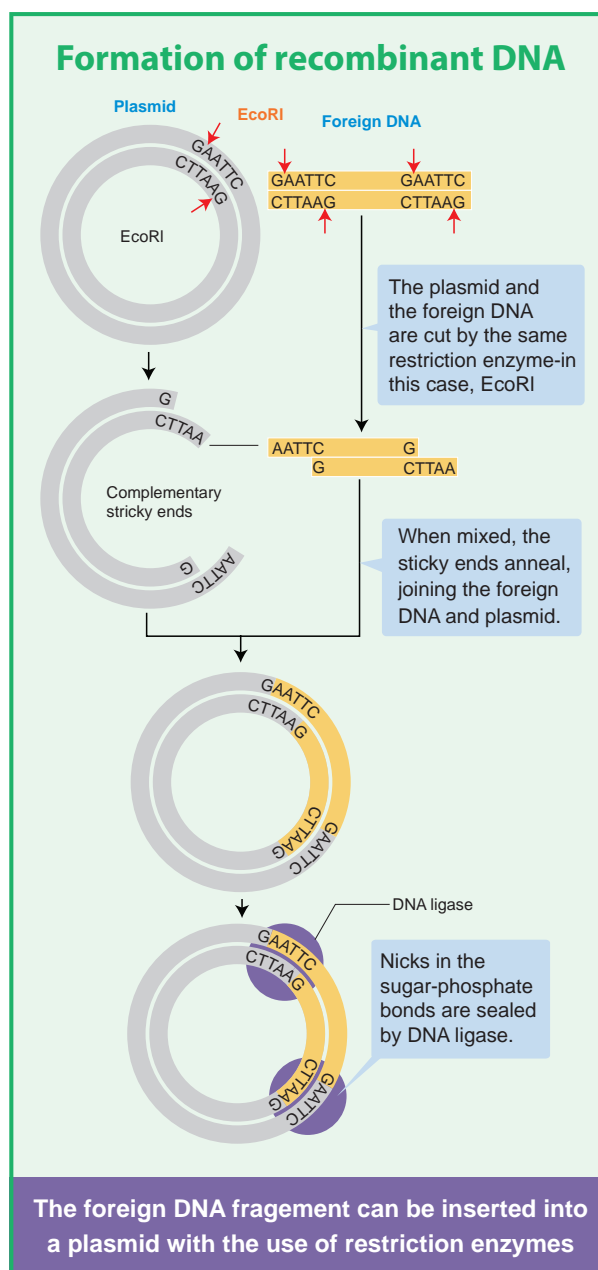 Formation of recombinant DNA
Plasmid
EcoRI
Foreign DNA
GAATTC
CTTAAG
EcoRI
GAATTC GAATTC
CTTAAG CTTAAG
The plasmid and
the foreign DNA
are cut by the same
restriction enzyme-in
this case, EcoRI
G
CTTAA
Complementary
stricky ends
G
AATTC
AATTC G
G CTTAA
When mixed, the
sticky ends anneal,
joining the foreign
DNA and plasmid.
GAATTC
CTTAAG
CTTAAG
GAATTC
DNA ligase
GAATTC
CTTAAG
CTTAAG
GAATTC
Nicks in the
sugar-phosphate
bonds are sealed
by DNA ligase.
The foreign DNA fragement can be inserted into
a plasmid with the use of restriction enzymes